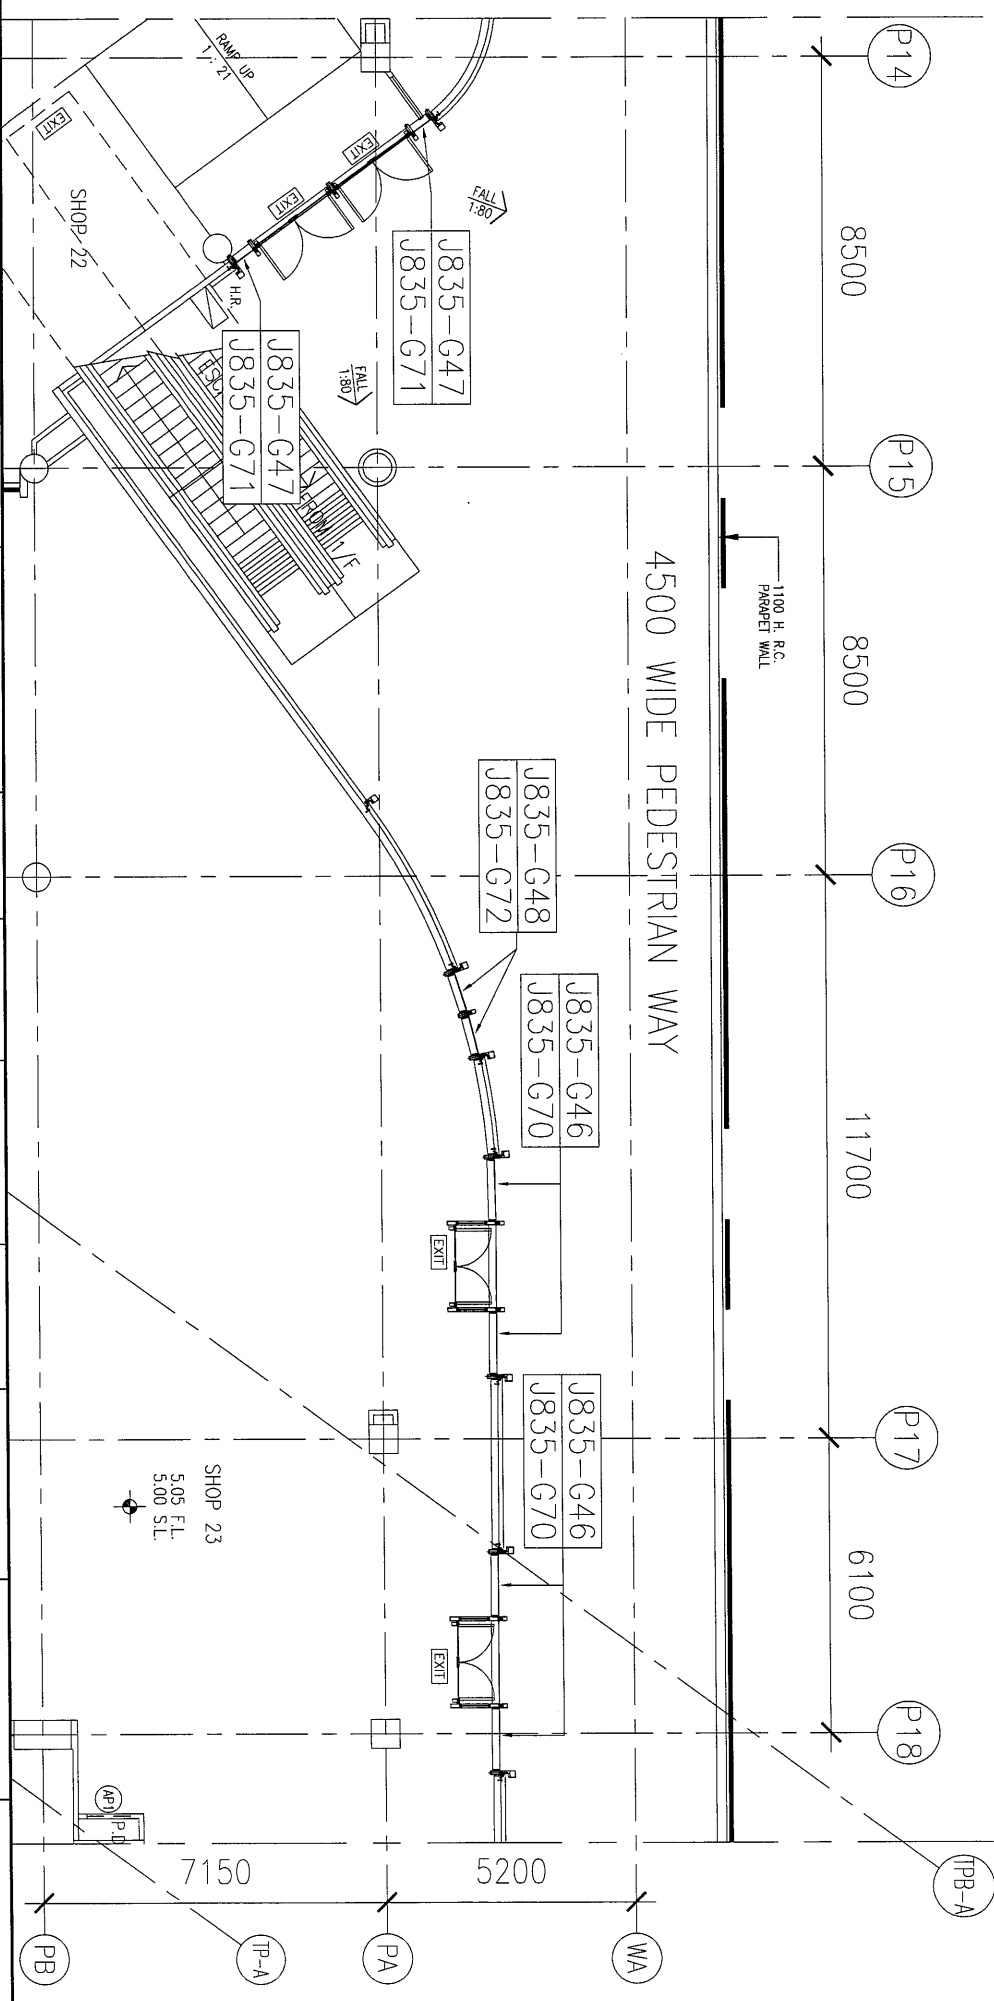 P14
P15
P16
P17
P18
8500
8500
11700
6100
TPB-A
1100 H. R.C.
PARAPET WALL
4500 WIDE PEDESTRIAN WAY
WA
5200
PA
7150
PB
TP-A
RAMP UP
1 : 21
EXIT
EXIT
EXIT
SHOP 22
FALL
1:80
FALL
1:80
H.R.
J835-G47
J835-G71
J835-G47
J835-G71
FROM 1/F
J835-G48
J835-G72
J835-G46
J835-G70
J835-G46
J835-G70
EXIT
EXIT
SHOP 23
5.05 F.L.
5.00 S.L.
AP1
P.D